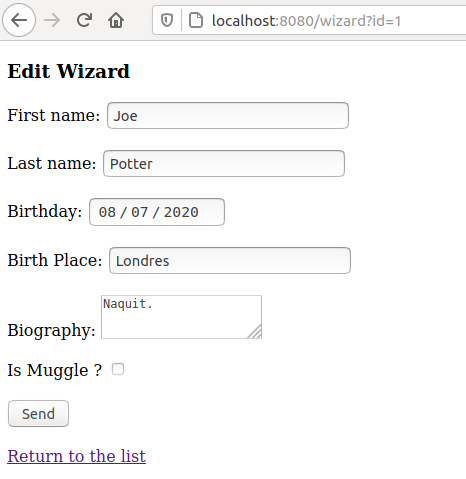 localhost:8080/wizard?id=1
Edit Wizard
First name: Joe
Last name: Potter
Birthday: 08 / 07 / 2020
Birth Place: Londres
Biography: Naquit.
Is Muggle ?
Send
Return to the list